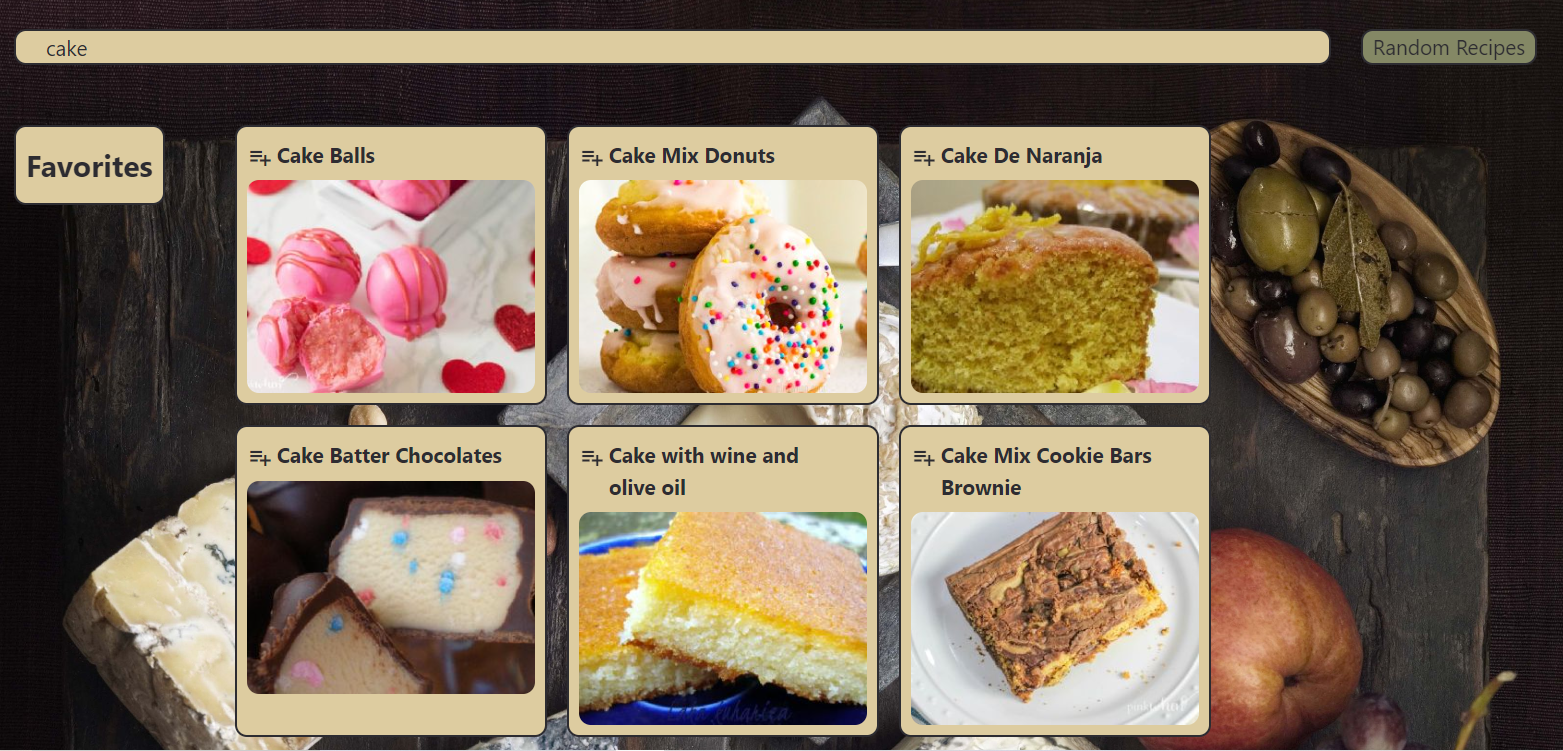 cake
Random Recipes
Favorites
Cake Balls
Cake Mix Donuts
Cake De Naranja
Cake Batter Chocolates
Cake with wine and
olive oil
Cake Mix Cookie Bars
Brownie